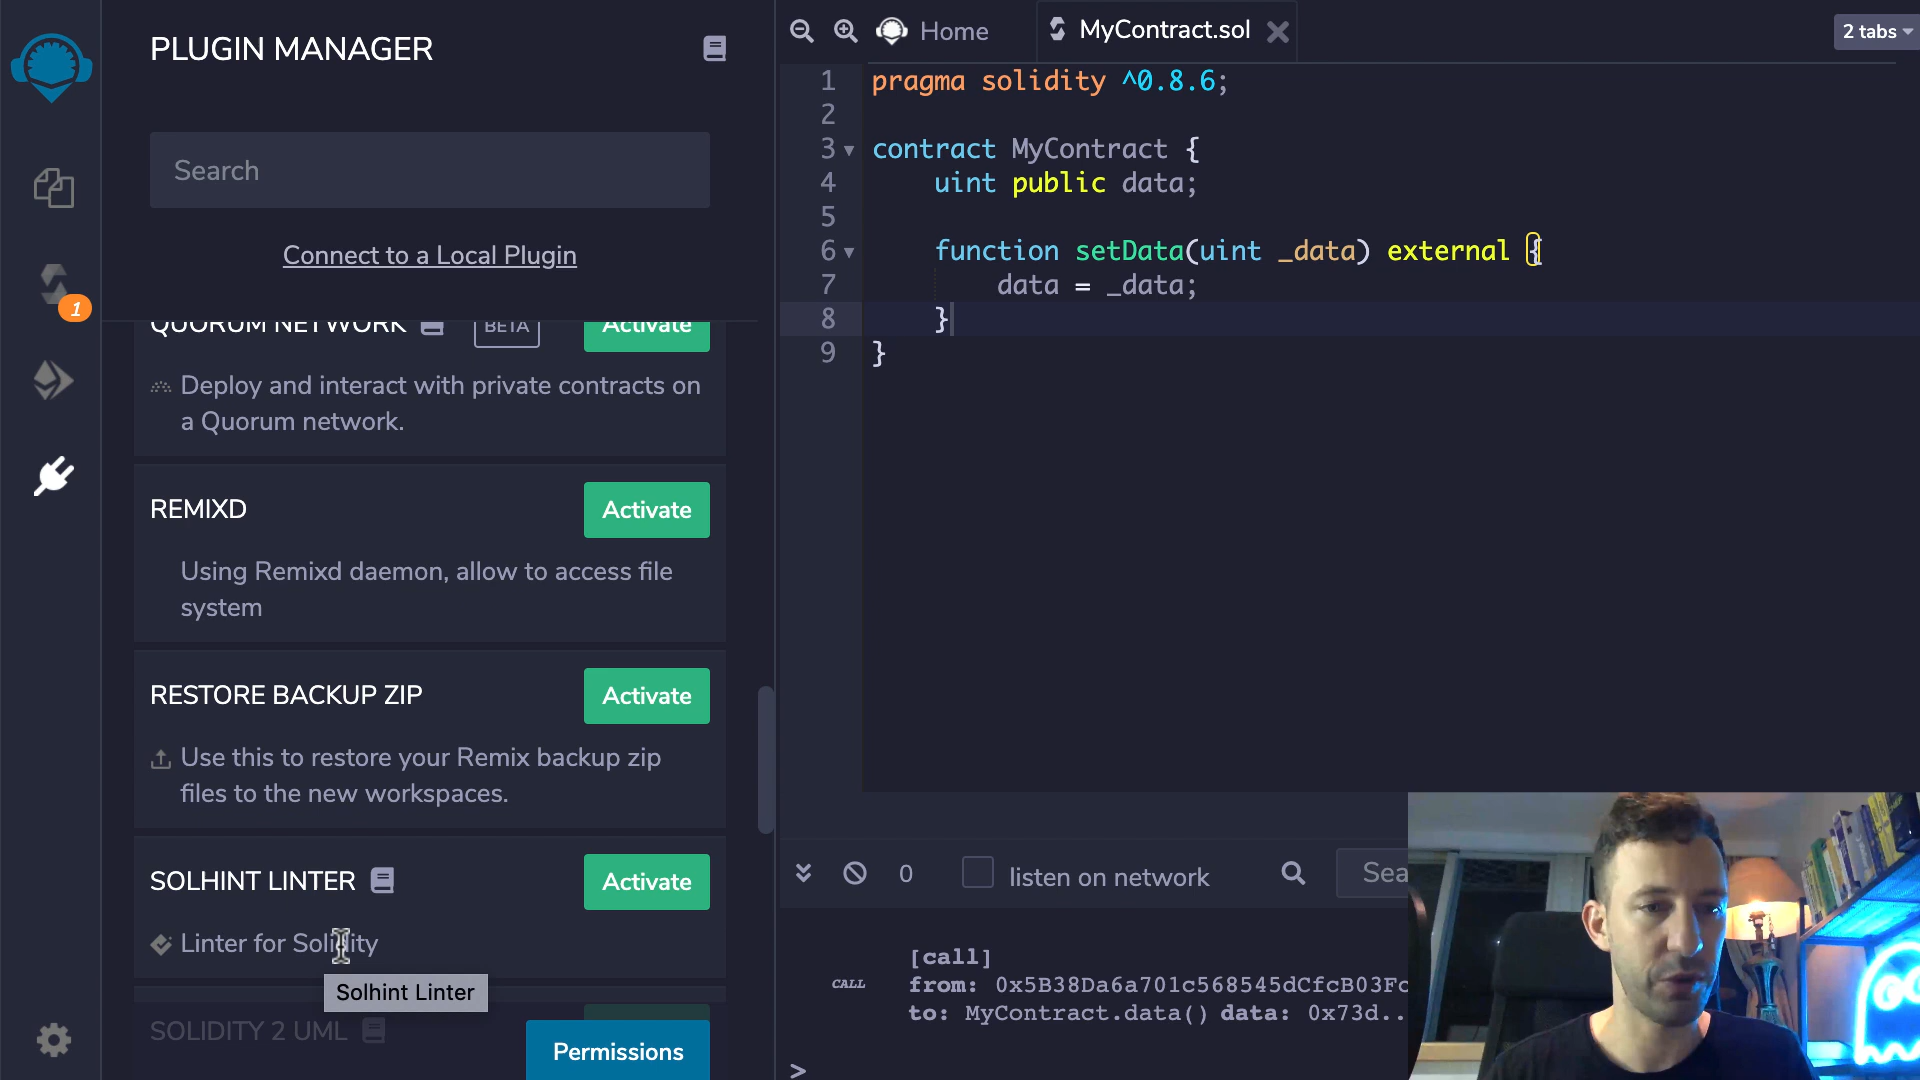 PLUGIN MANAGER
Search
Connect to a Local Plugin
QUORUM NETWORK BETA Activate
Deploy and interact with private contracts on
a Quorum network.
REMIXD Activate
Using Remixd daemon, allow to access file
system
RESTORE BACKUP ZIP Activate
Use this to restore your Remix backup zip
files to the new workspaces.
SOLHINT LINTER Activate
Linter for Solidity
Solhint Linter
SOLIDITY 2 UML
Permissions
1
Home MyContract.sol 2 tabs
1 pragma solidity ^0.8.6;
2
3 contract MyContract {
4 uint public data;
5
6 function setData(uint _data) external {
7 data = _data;
8 }
9 }
0 listen on network Sea
[call]
CALL from: 0x5B38Da6a701c568545dCfcB03Fc
to: MyContract.data() data: 0x73d..
>